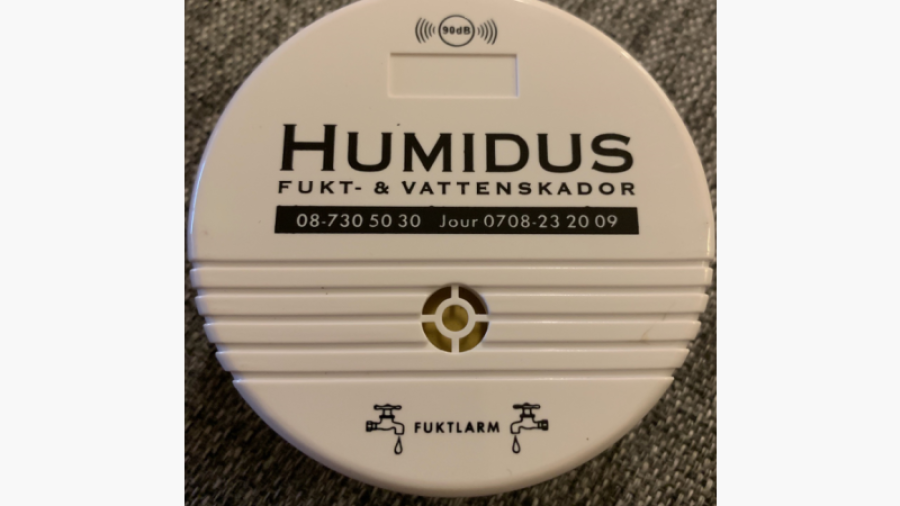 90dB
HUMIDUS
FUKT- & VATTENSKADOR
08-730 50 30 Jour 0708-23 20 09
FUKTLARM